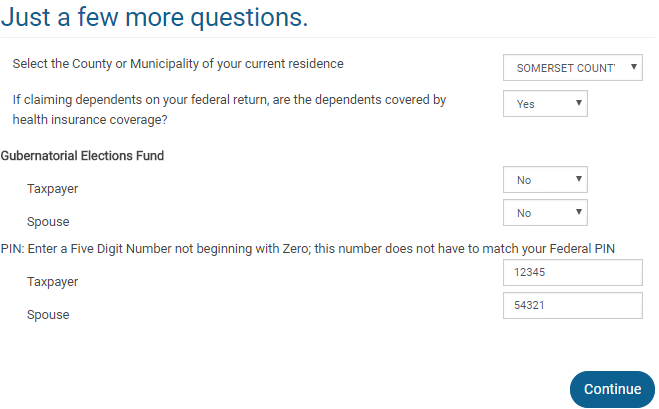 Just a few more questions.
Select the County or Municipality of your current residence
SOMERSET COUNT
If claiming dependents on your federal return, are the dependents covered by
health insurance coverage?
Yes
Gubernatorial Elections Fund
Taxpayer
No
Spouse
No
PIN: Enter a Five Digit Number not beginning with Zero; this number does not have to match your Federal PIN
Taxpayer
12345
Spouse
54321
Continue